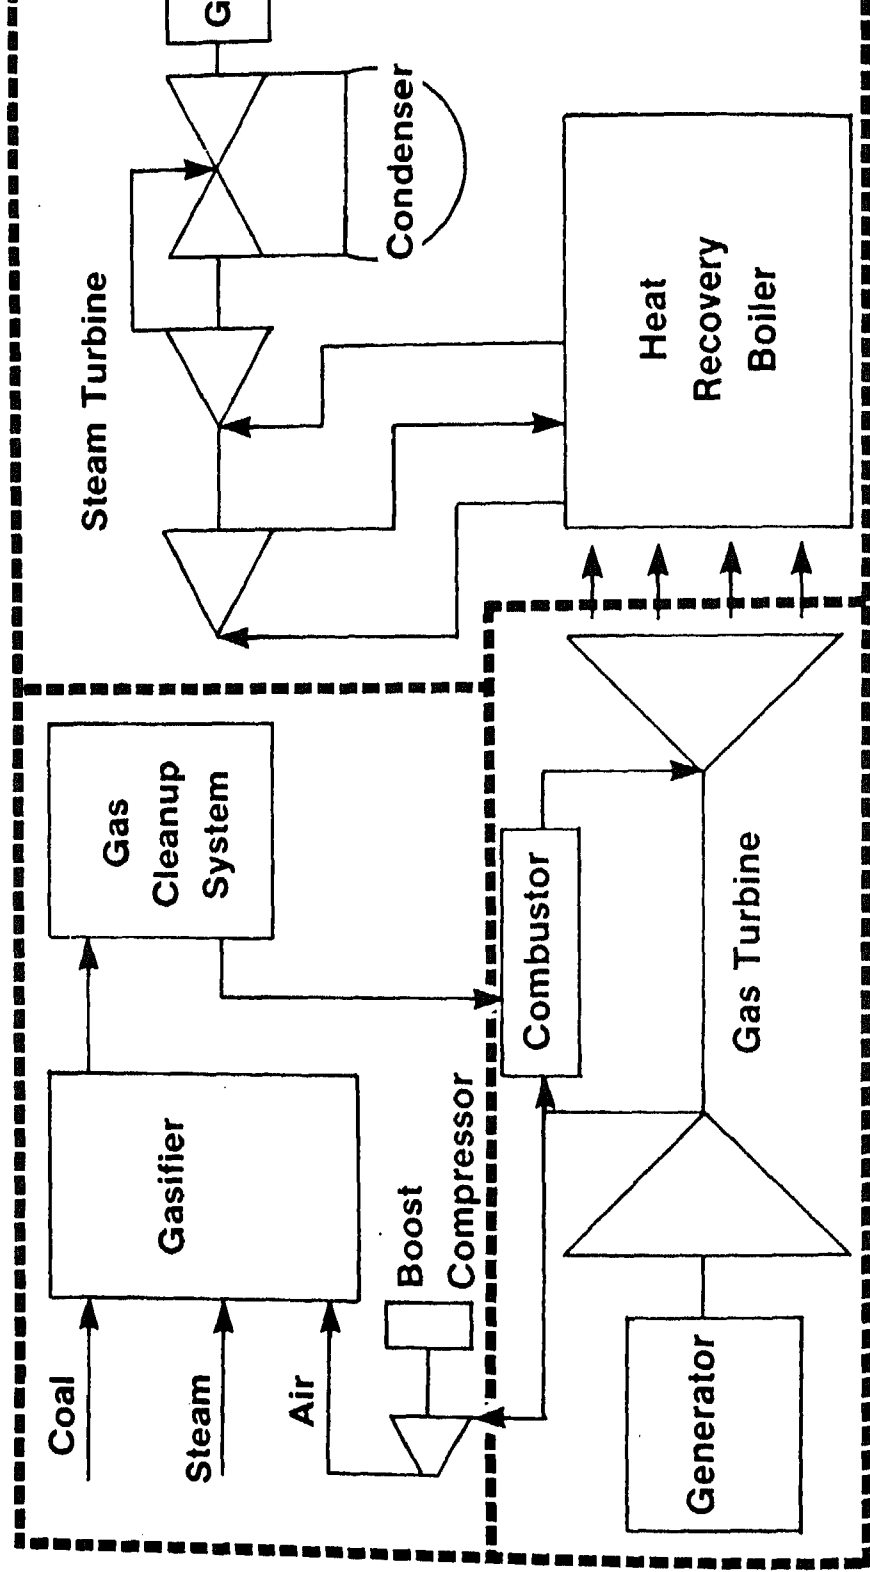 Coal
Steam
Air
Gasifier
Gas
Cleanup
System
Boost
Compressor
Steam Turbine
Condenser
G
Combustor
Generator
Gas Turbine
Heat
Recovery
Boiler